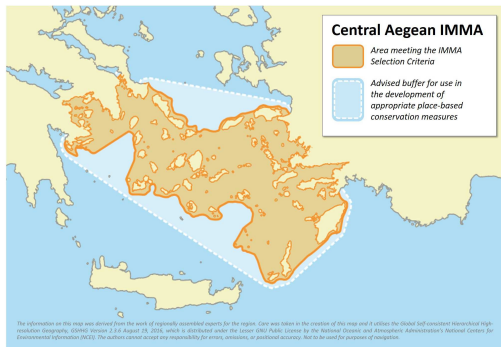 Central Aegean IMMA
Area meeting the IMMA
Selection Criteria
Advised buffer for use in
the development of
appropriate place-based
conservation measures
The information on this map was derived from the work of regionally assembled experts for the region. Care was taken in the creation of this map and it utilizes the Global Self-consistent Hierarchical High-
resolution Geography, GSHHG Version 2.3.6 August 19, 2016, which is distributed under the Lesser GNU Public License by the National Oceanic and Atmospheric Administration's National Centers for
Environmental Information (NCEI). The authors cannot accept any responsibility for errors, omissions, or positional accuracy. Not to be used for purposes of navigation.